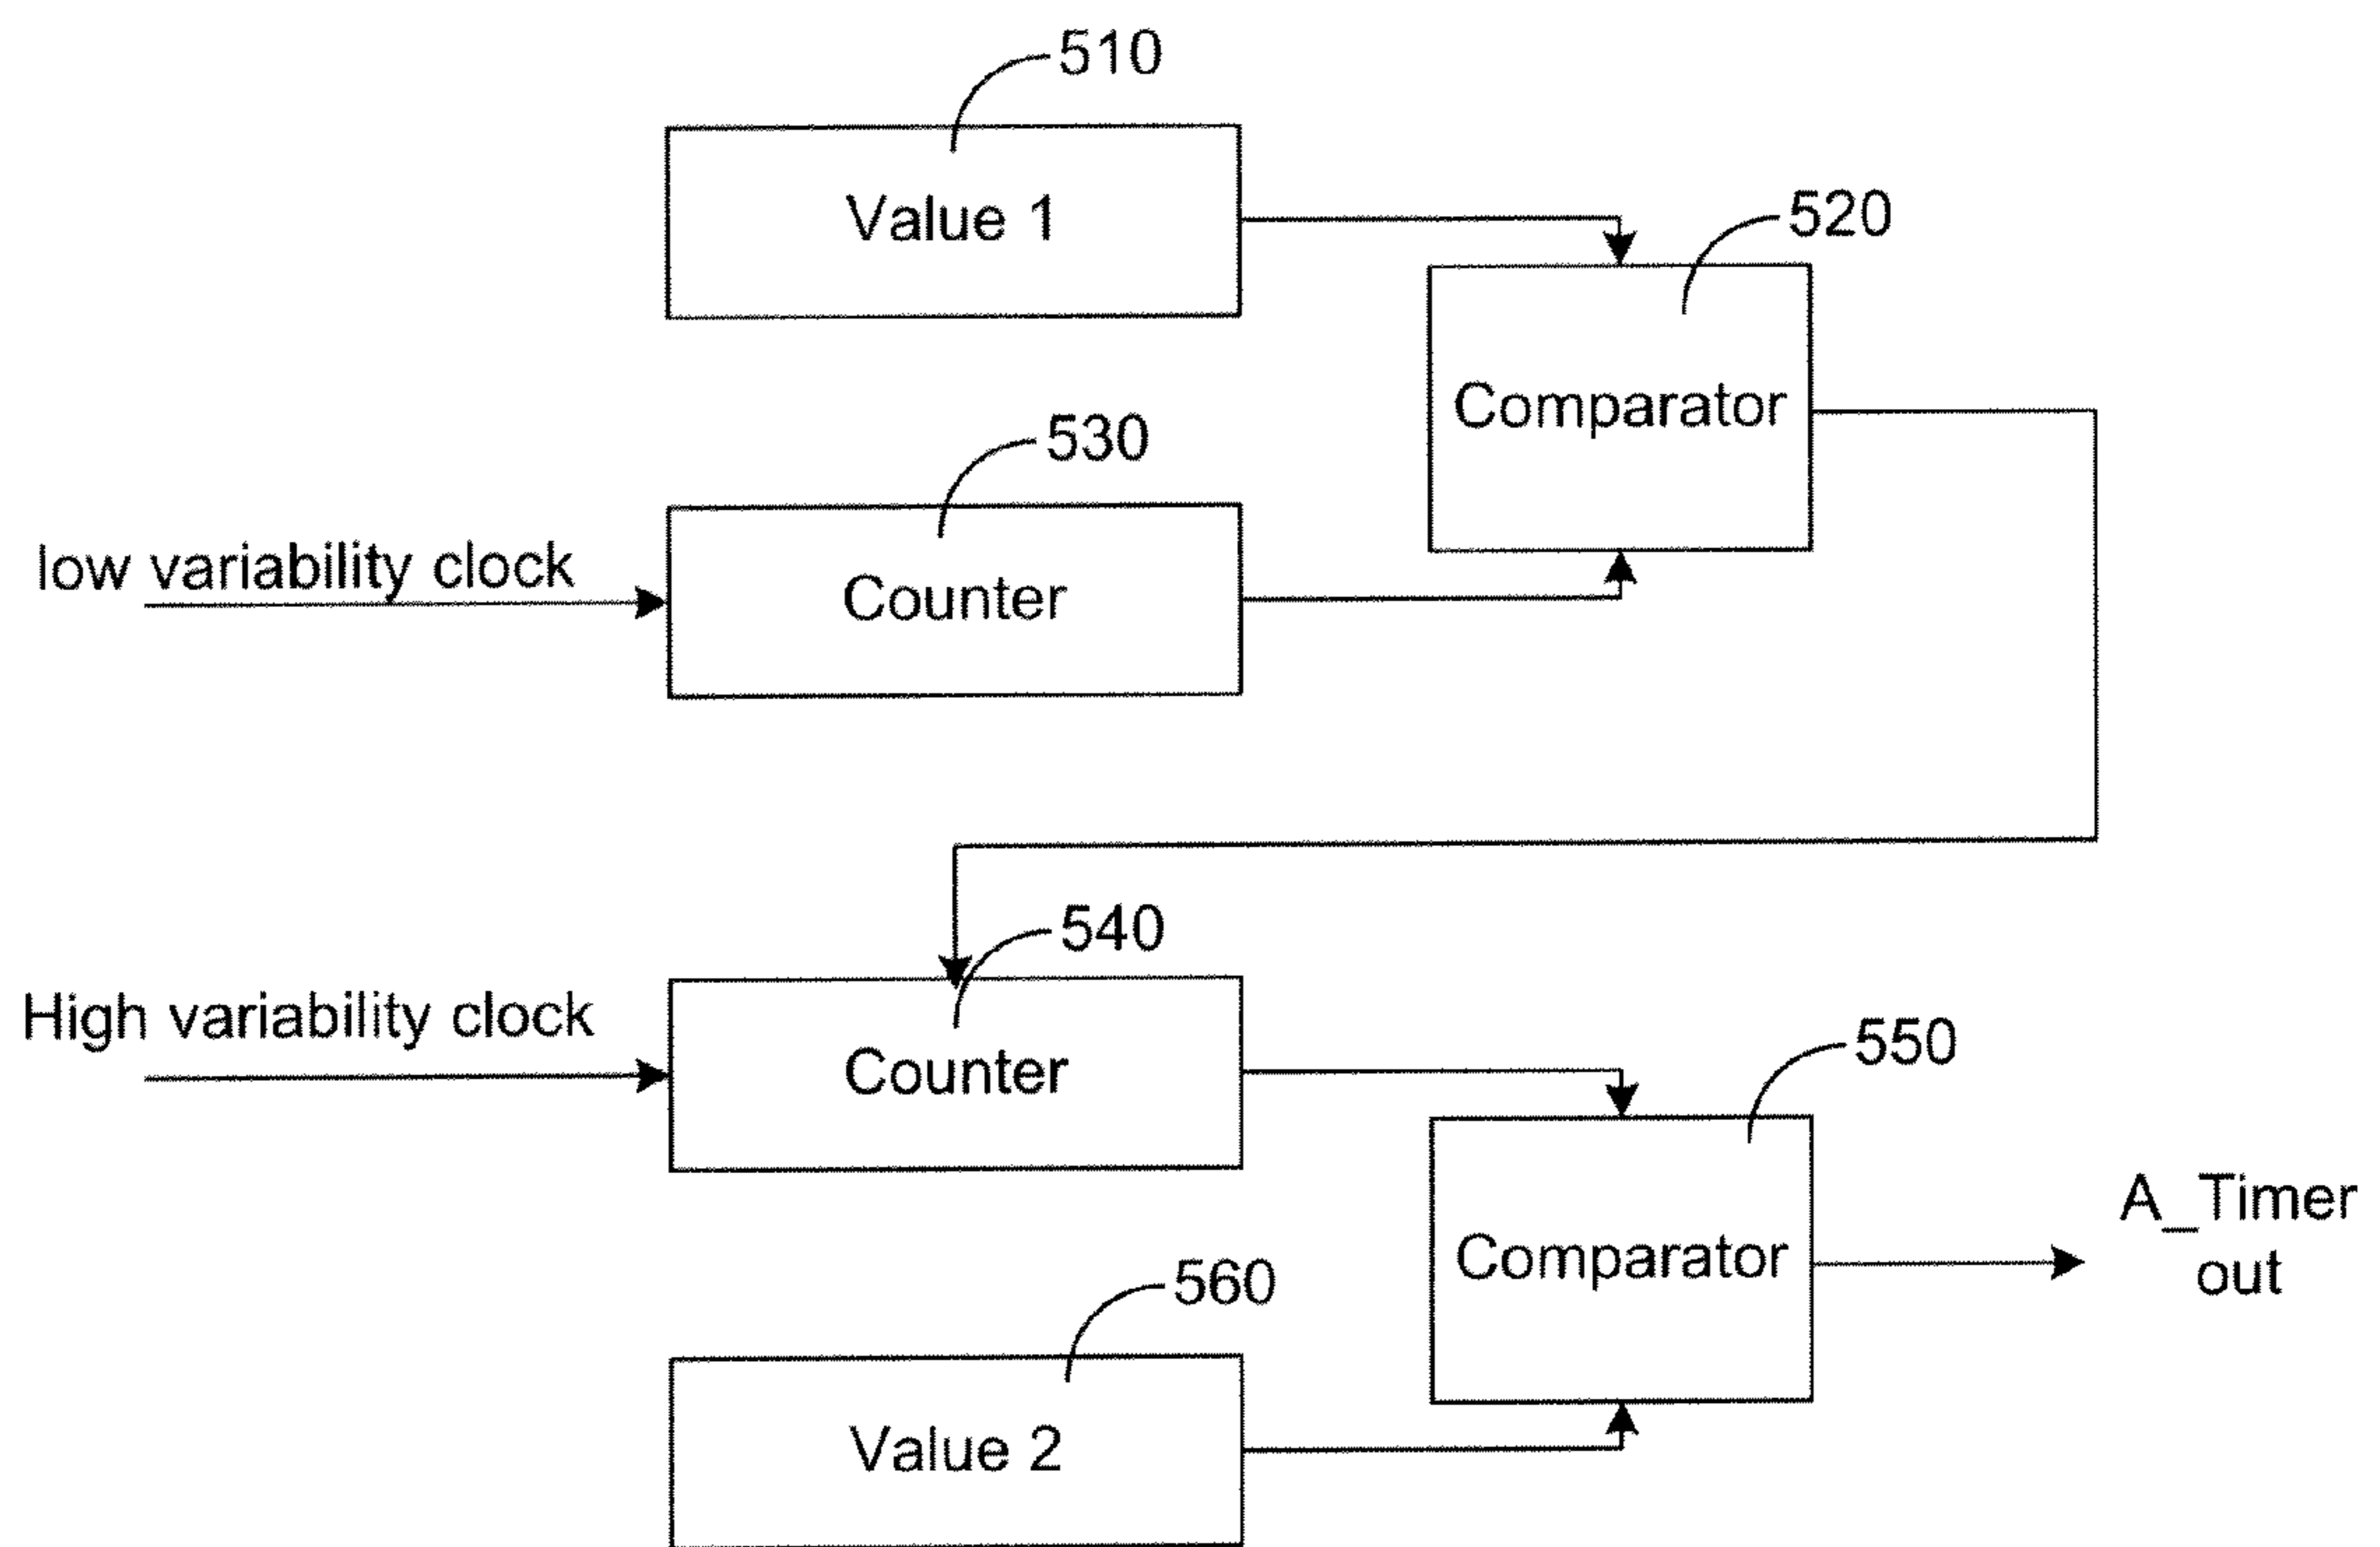 510
Value 1
520
Comparator
530
low variability clock
Counter
540
High variability clock
Counter
550
Comparator
A_Timer
out
560
Value 2